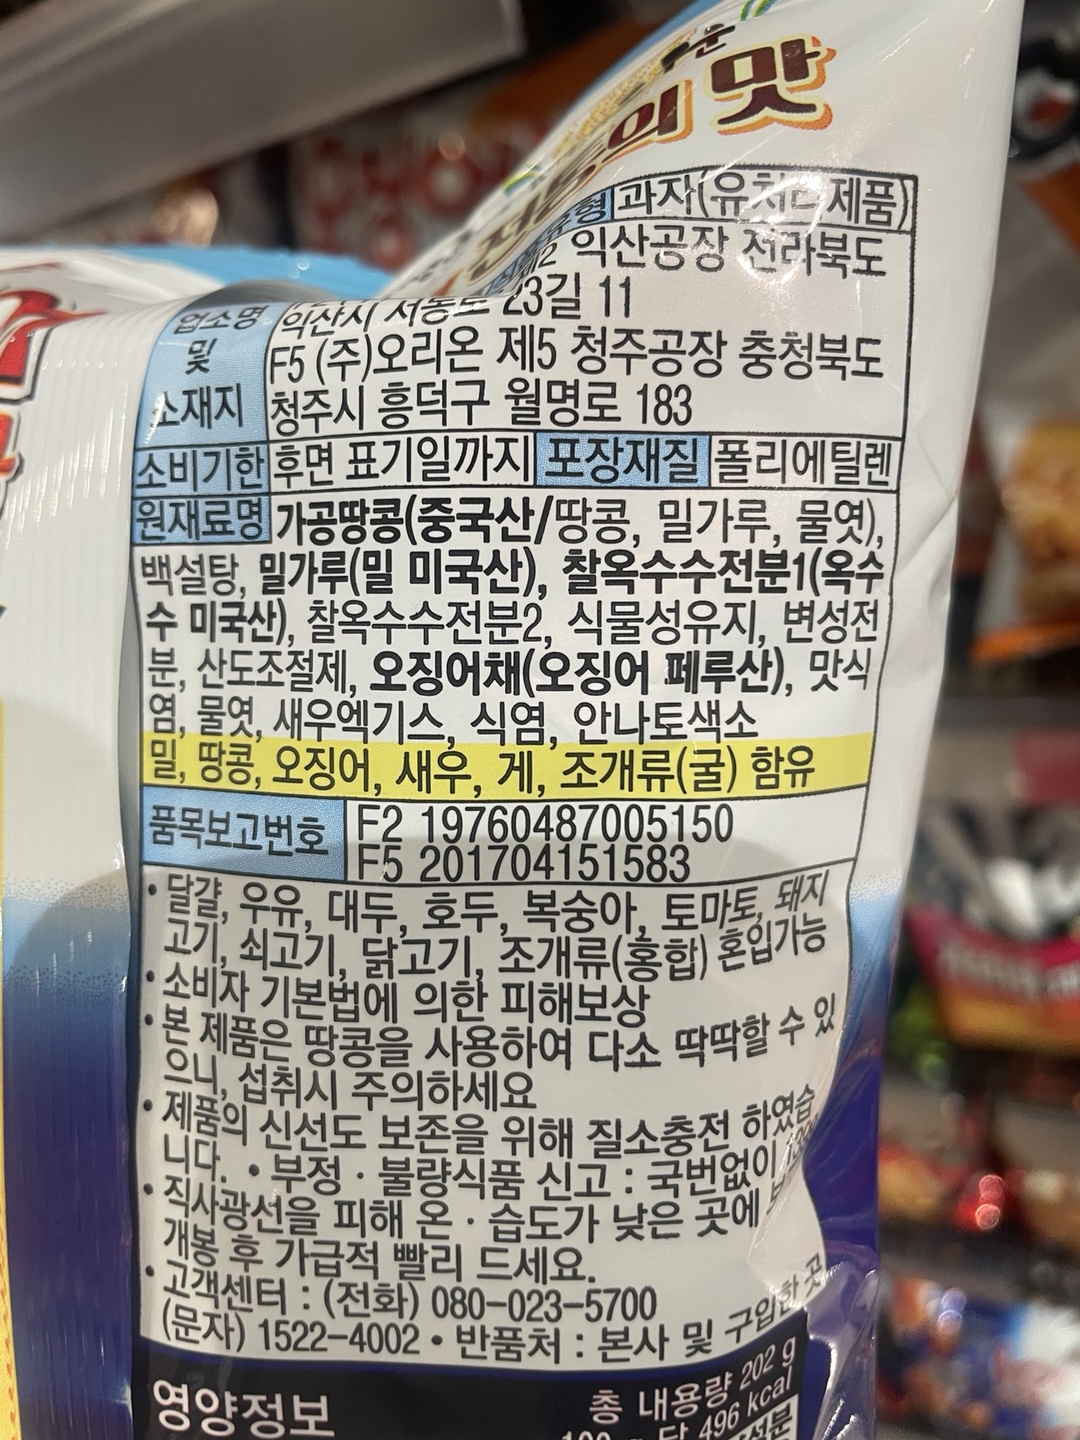 의 맛
유형 과자(유처리제품)
익산공장 전라북도
업소명 익산시 서동로 23길 11
및 F5 (주)오리온 제5 청주공장 충청북도
소재지 청주시 흥덕구 월명로 183
소비기한 후면 표기일까지 포장재질 폴리에틸렌
원재료명 가공땅콩(중국산/땅콩, 밀가루, 물엿),
백설탕, 밀가루(밀 미국산), 찰옥수수전분1(옥수
수 미국산), 찰옥수수전분2, 식물성유지, 변성전
분, 산도조절제, 오징어채(오징어 페루산), 맛식
염, 물엿, 새우엑기스, 식염, 안나토색소
밀, 땅콩, 오징어, 새우, 게, 조개류(굴) 함유
품목보고번호 F2 19760487005150
F5 201704151583
• 달걀, 우유, 대두, 호두, 복숭아, 토마토, 돼지
고기, 쇠고기, 닭고기, 조개류(홍합) 혼입가능
• 소비자 기본법에 의한 피해보상
• 본 제품은 땅콩을 사용하여 다소 딱딱할 수 있
으니, 섭취시 주의하세요
• 제품의 신선도 보존을 위해 질소충전 하였습
니다. • 부정 · 불량식품 신고 : 국번없이
• 직사광선을 피해 온 · 습도가 낮은 곳에
개봉 후 가급적 빨리 드세요.
• 고객센터 : (전화) 080-023-5700
(문자) 1522-4002 • 반품처 : 본사 및 구입한 곳
영양정보 총 내용량 202 g
100 g 당 496 kcal